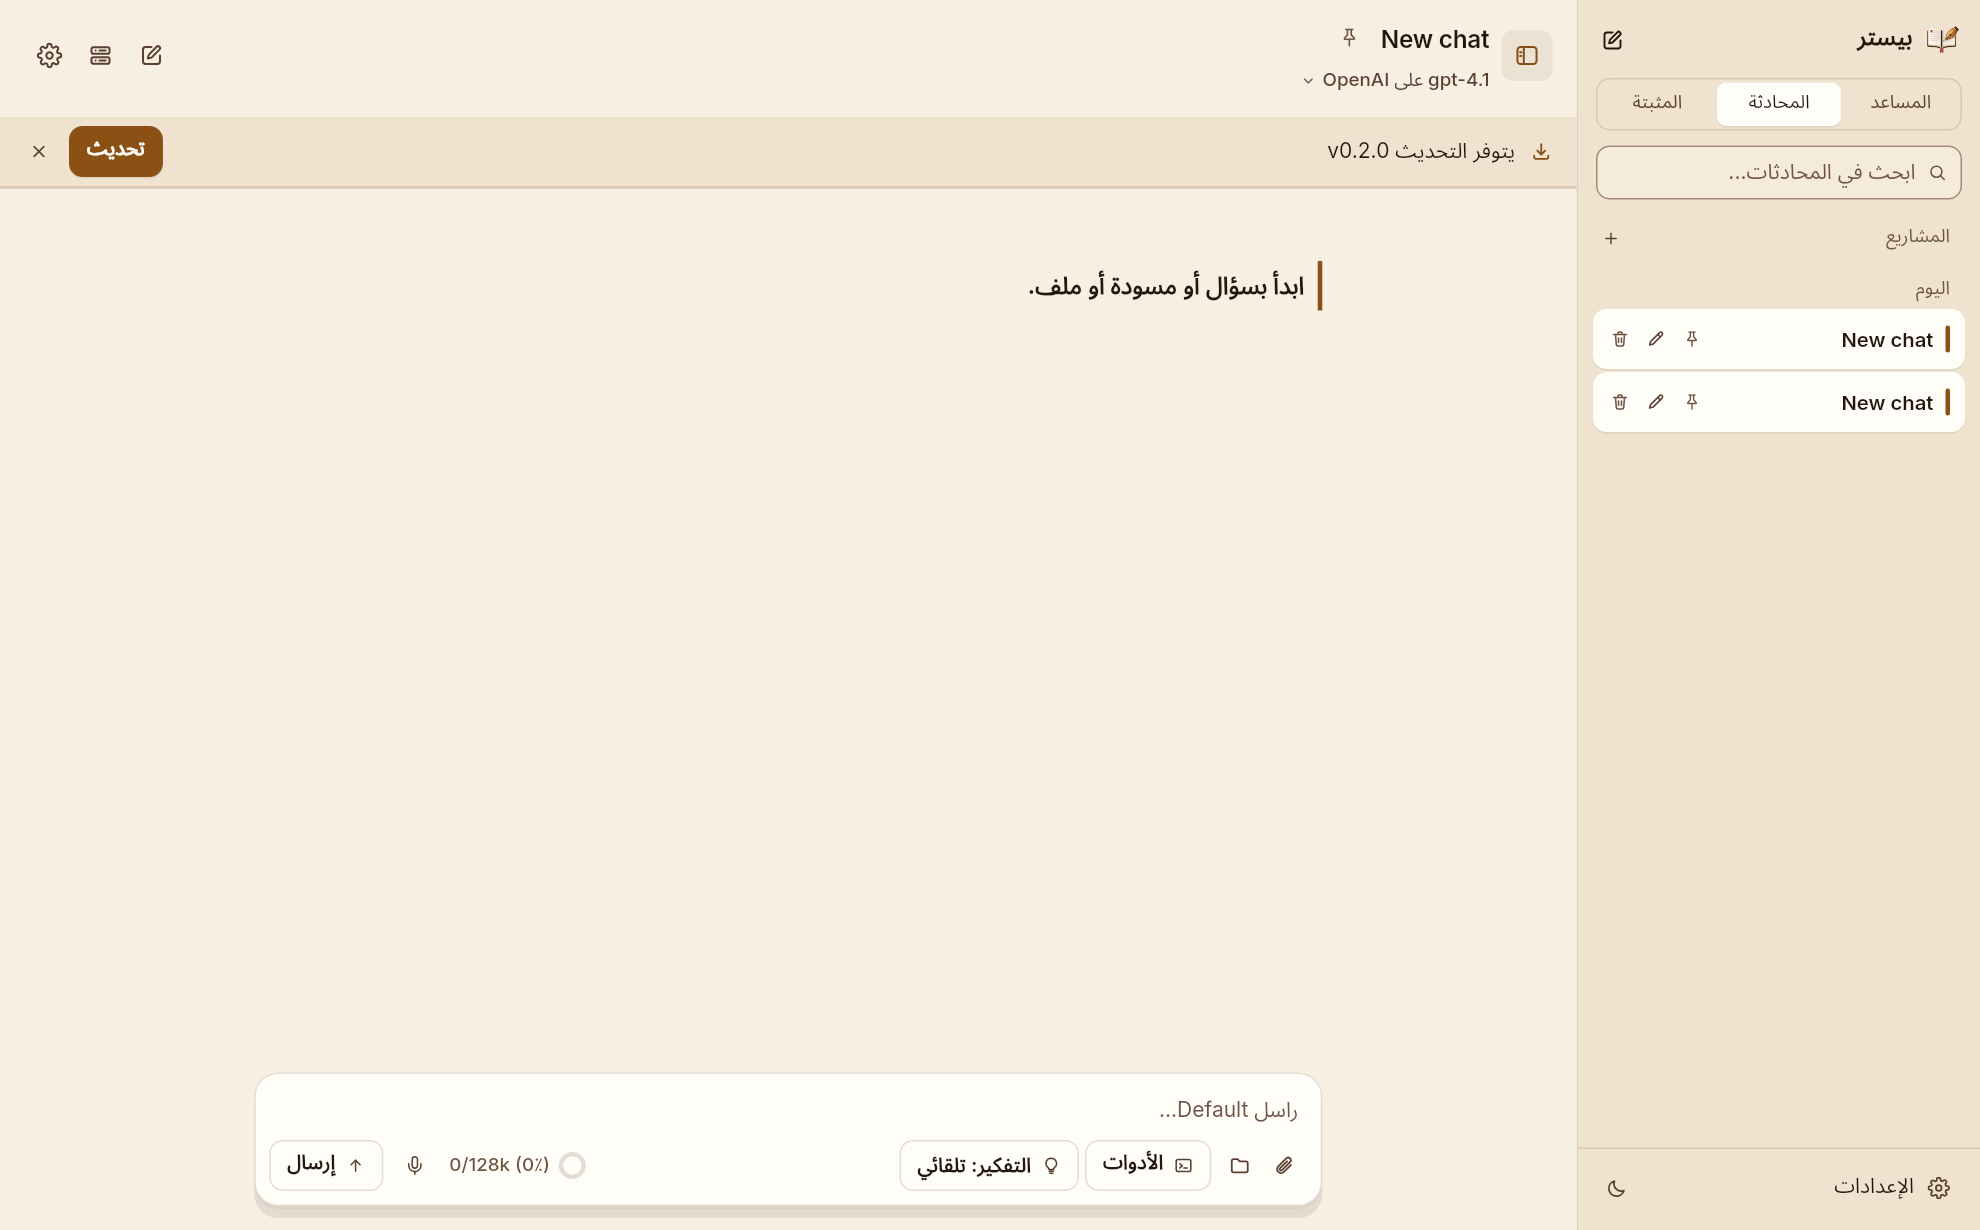 بيستر
المساعد
المحادثة
المثبتة
ابحث في المحادثات...
المشاريع
اليوم
New chat
New chat
الإعدادات
New chat
gpt-4.1 على OpenAI
يتوفر التحديث v0.2.0
تحديث
ابدأ بسؤال أو مسودة أو ملف.
راسل Default...
الأدوات
التفكير: تلقائي
0/128k (0٪)
إرسال